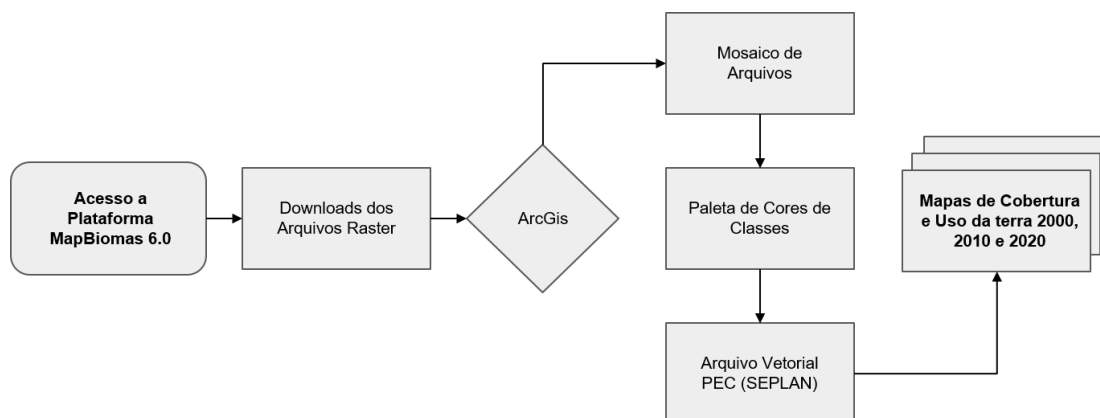 Acesso a
Plataforma
MapBiomas 6.0
Downloads dos
Arquivos Raster
ArcGis
Mosaico de
Arquivos
Paleta de Cores de
Classes
Arquivo Vetorial
PEC (SEPLAN)
Mapas de Cobertura
e Uso da terra 2000,
2010 e 2020